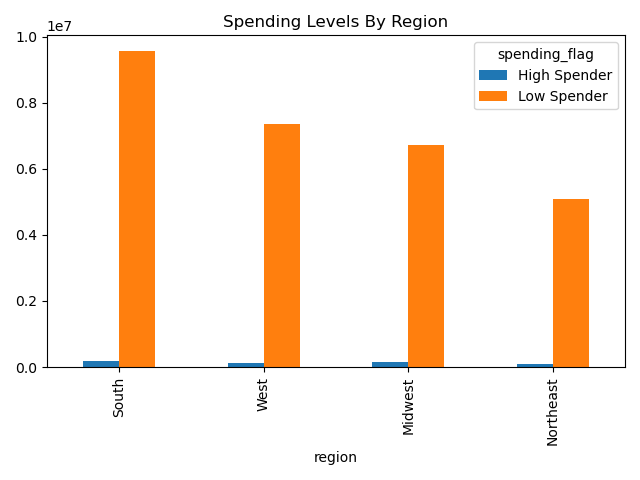 Spending Levels By Region
1e7
1.0
0.8
0.6
0.4
0.2
0.0
spending_flag
High Spender
Low Spender
South
West
Midwest
Northeast
region